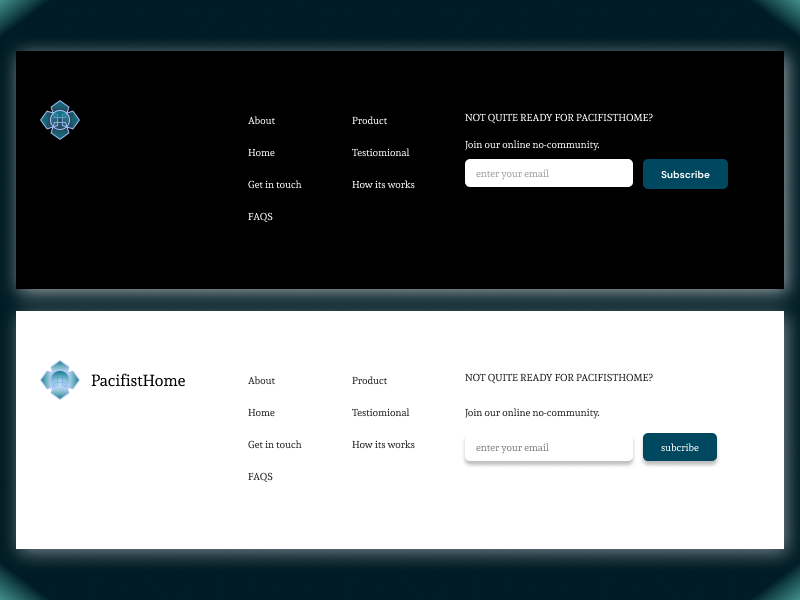 About
Home
Get in touch
FAQS
Product
Testiomional
How its works
NOT QUITE READY FOR PACIFISTHOME?
Join our online no-community.
enter your email
Subscribe
PacifistHome
About
Home
Get in touch
FAQS
Product
Testiomional
How its works
NOT QUITE READY FOR PACIFISTHOME?
Join our online no-community.
enter your email
subcribe